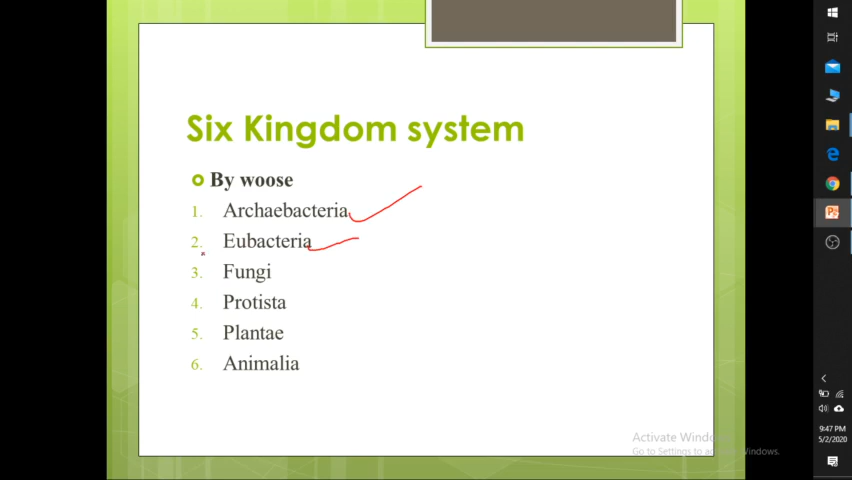 Six Kingdom system
By woose
1. Archaebacteria
2. Eubacteria
3. Fungi
4. Protista
5. Plantae
6. Animalia
Activate Windows
Go to Settings to activate Windows.
9:47 PM
5/2/2020